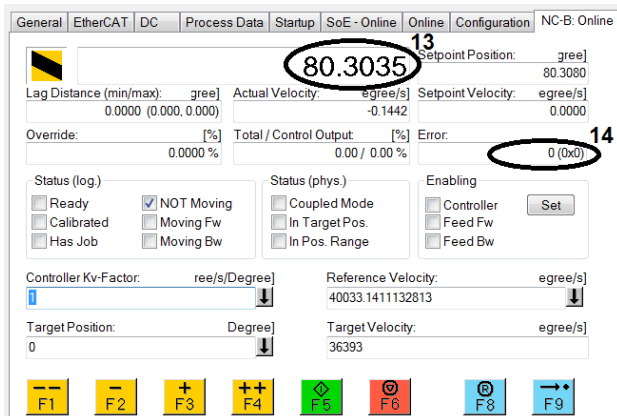 General EtherCAT DC Process Data Startup SoE - Online Online Configuration NC-B: Online
13
80.3035
Setpoint Position: gree]
80.3080
Lag Distance (min/max): gree] Actual Velocity: egree/s] Setpoint Velocity: egree/s]
0.0000 (0.000, 0.000) -0.1442 0.0000
Override: [%] Total / Control Output: [%] Error: 14
0.0000 % 0.00 / 0.00 % 0 (0x0)
Status (log.) Status (phys.) Enabling
Ready NOT Moving Coupled Mode Controller Set
Calibrated Moving Fw In Target Pos. Feed Fw
Has Job Moving Bw In Pos. Range Feed Bw
Controller Kv-Factor: ree/s/Degree] Reference Velocity: egree/s]
1 40033.1411132813
Target Position: Degree] Target Velocity: egree/s]
0 36393
-- - + ++ R
F1 F2 F3 F4 F5 F6 F8 F9